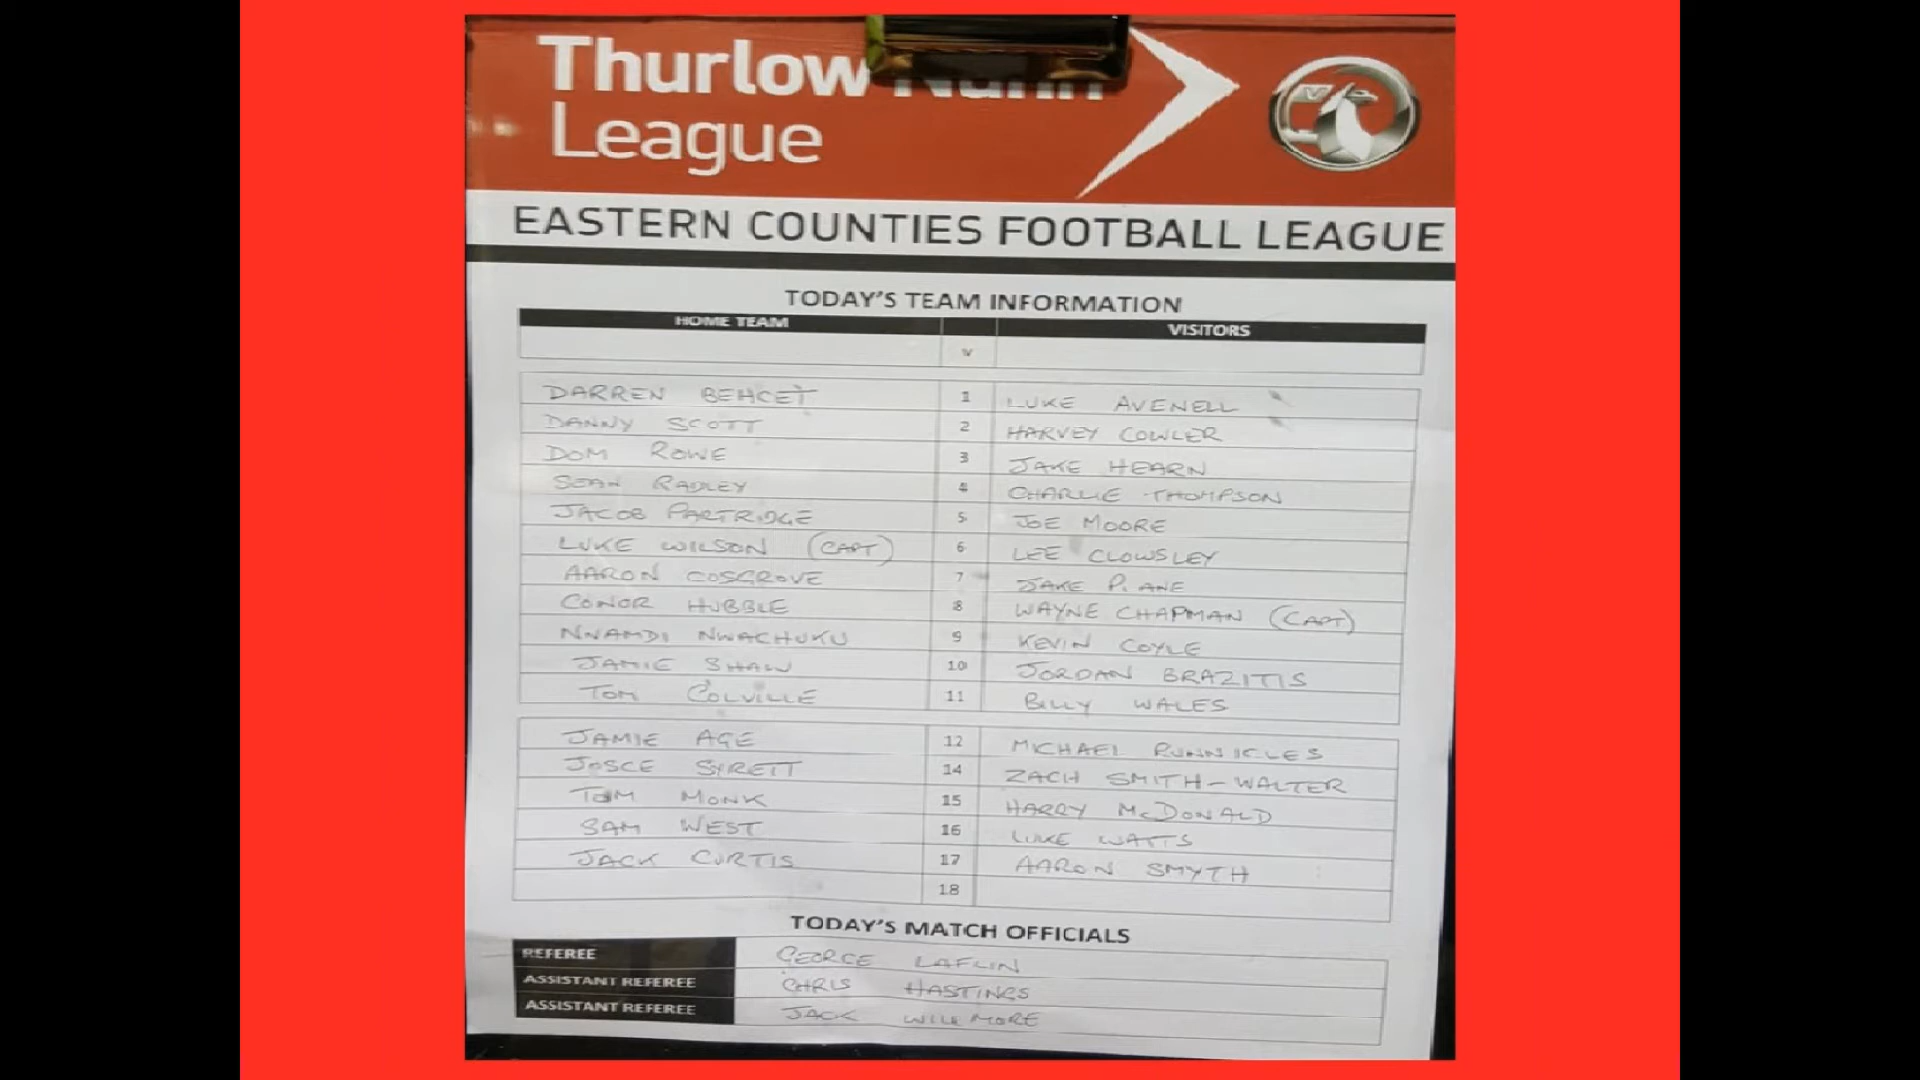 Thurlow Nunn
League
EASTERN COUNTIES FOOTBALL LEAGUE
TODAY'S TEAM INFORMATION
HOME TEAM VISITORS
v
DARREN BEHCET 1 LUKE AVENELL
DANNY SCOTT 2 HARVEY COWLER
DOM ROWE 3 JAKE HEARN
SEAN RADLEY 4 CHARLIE THOMPSON
JACOB PARTRIDGE 5 JOE MOORE
LUKE WILSON (CAPT) 6 LEE CLOWSLEY
AARON COSGROVE 7 JAKE PLANE
CONOR HUBBLE 8 WAYNE CHAPMAN (CAPT)
NNAMDI NWACHUKU 9 KEVIN COYLE
JAMIE SHAW 10 JORDAN BRAZITIS
TOM COLVILLE 11 BILLY WALES
JAMIE AGE 12 MICHAEL RUNNICLES
JOSCE SYRETT 14 ZACH SMITH-WALTER
TOM MONK 15 HARRY McDONALD
SAM WEST 16 LUKE WATTS
JACK CURTIS 17 AARON SMYTH
18
TODAY'S MATCH OFFICIALS
REFEREE GEORGE LAFLIN
ASSISTANT REFEREE CHRIS HASTINGS
ASSISTANT REFEREE JACK WILLMORE